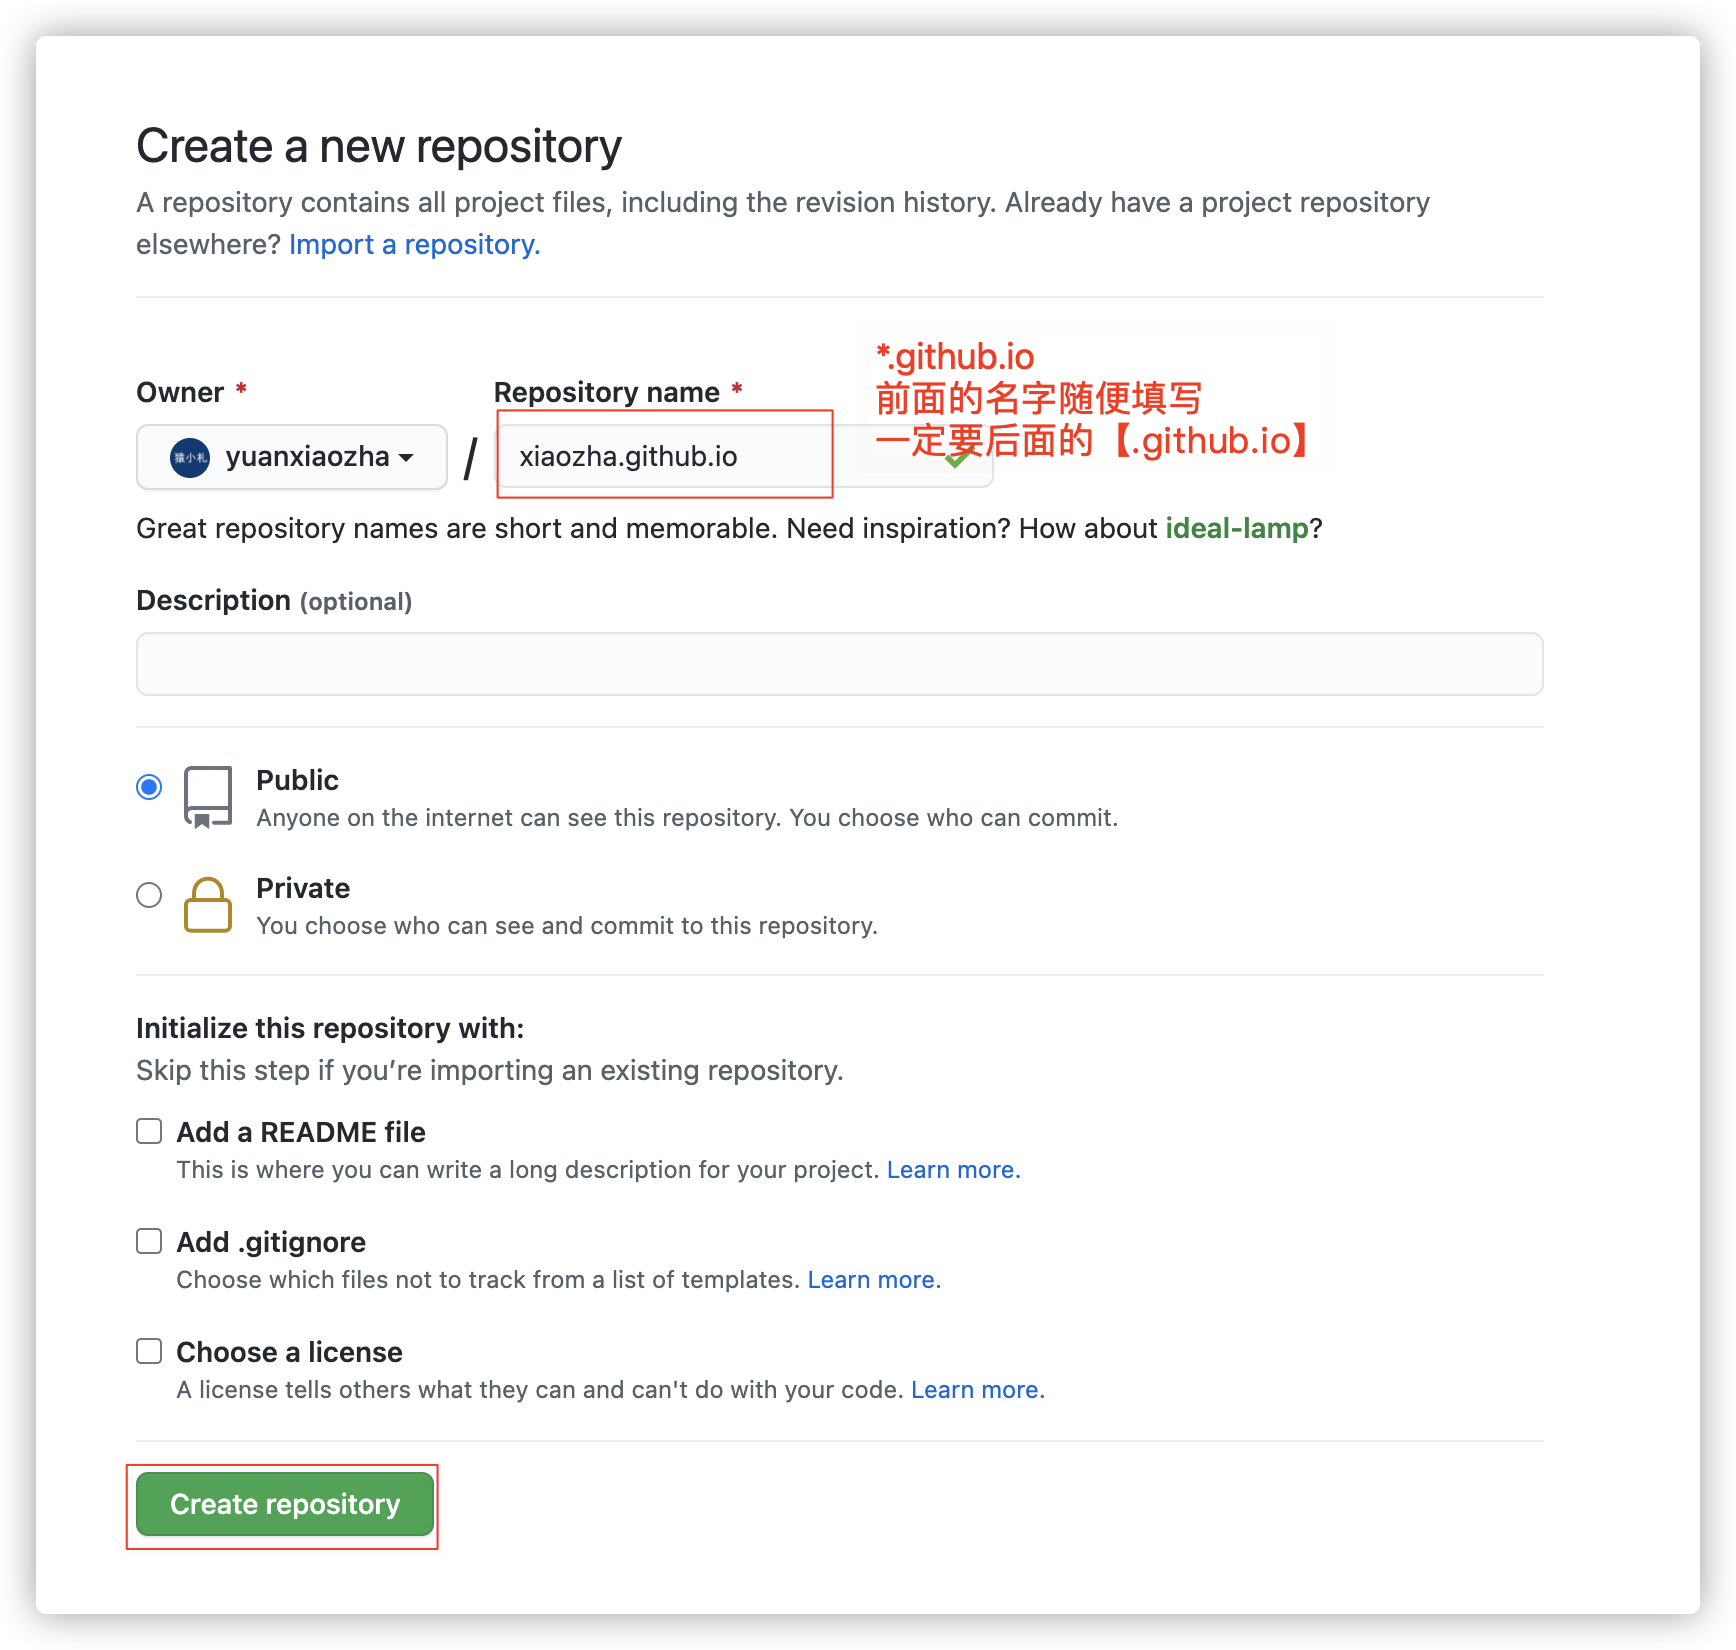 Create a new repository
A repository contains all project files, including the revision history. Already have a project repository
elsewhere? Import a repository.
*.github.io
前面的名字随便填写
一定要后面的【.github.io】
Owner *
Repository name *
猿小札
yuanxiaozha
/
xiaozha.github.io
Great repository names are short and memorable. Need inspiration? How about ideal-lamp?
Description (optional)
Public
Anyone on the internet can see this repository. You choose who can commit.
Private
You choose who can see and commit to this repository.
Initialize this repository with:
Skip this step if you’re importing an existing repository.
Add a README file
This is where you can write a long description for your project. Learn more.
Add .gitignore
Choose which files not to track from a list of templates. Learn more.
Choose a license
A license tells others what they can and can't do with your code. Learn more.
Create repository